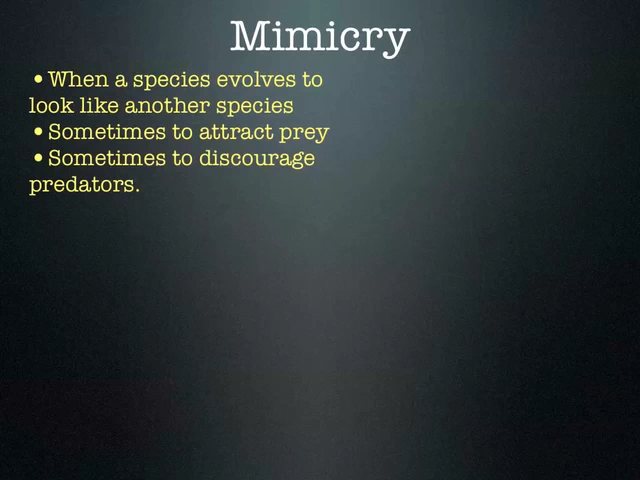 Mimicry
•When a species evolves to
look like another species
•Sometimes to attract prey
•Sometimes to discourage
predators.